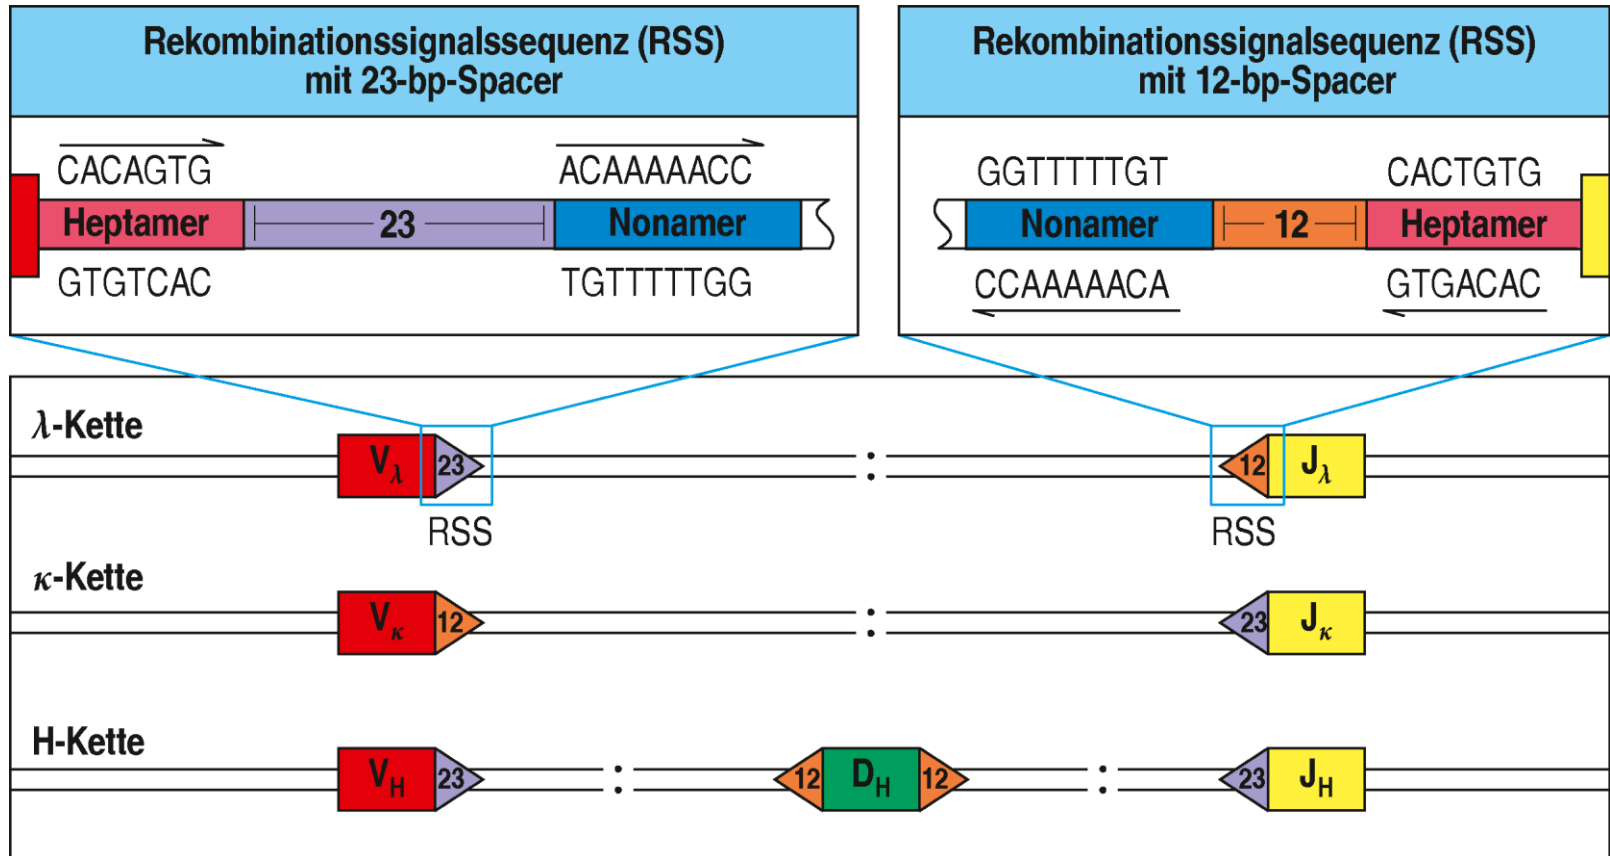 Rekombinationssignalssequenz (RSS)
mit 23-bp-Spacer
Rekombinationssignalsequenz (RSS)
mit 12-bp-Spacer
CACAGTG
ACAAAAACC
Heptamer
23
Nonamer
GTGTCAC
TGTTTTTGG
GGTTTTTGT
CACTGTG
Nonamer
12
Heptamer
CCAAAAACA
GTGACAC
λ-Kette
Vλ
23
:
12
Jλ
RSS
RSS
κ-Kette
Vκ
12
:
23
Jκ
H-Kette
VH
23
:
12
DH
12
:
23
JH